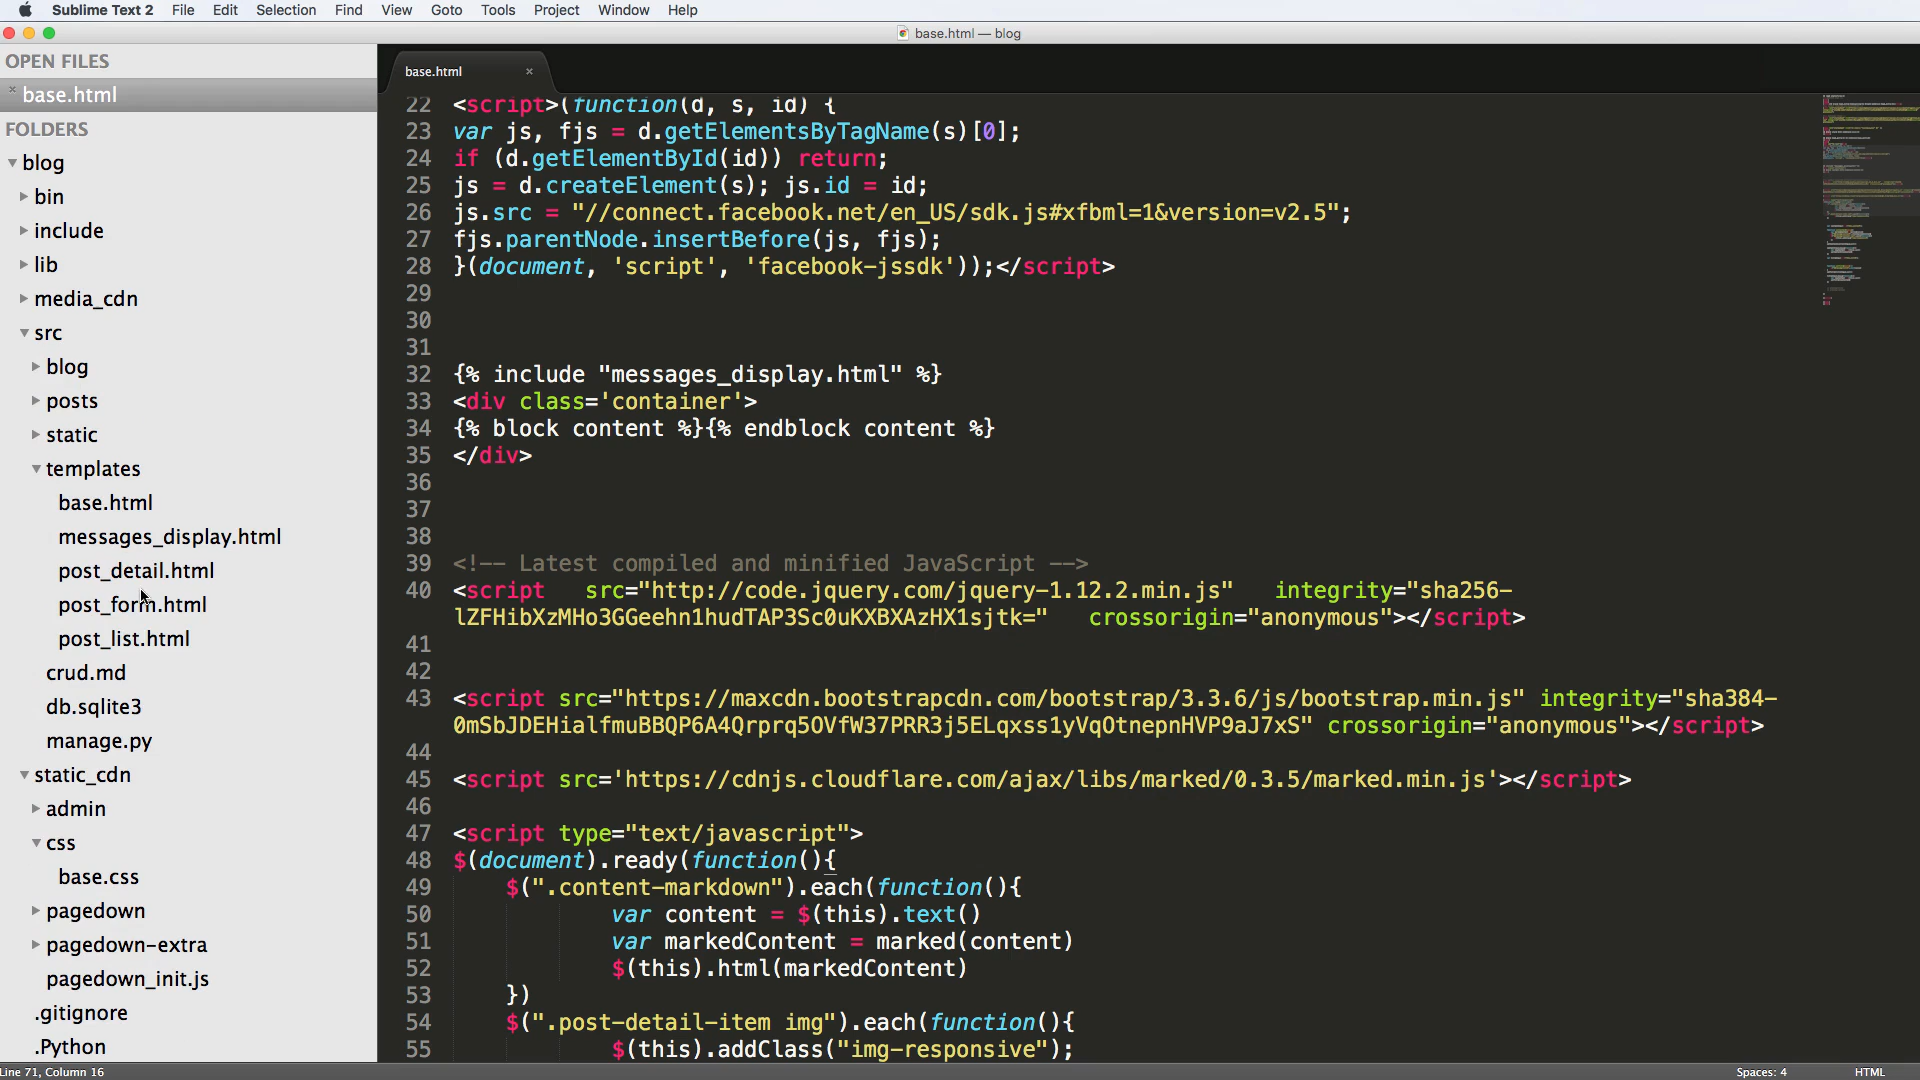 Sublime Text 2 File Edit Selection Find View Goto Tools Project Window Help
base.html — blog
OPEN FILES
× base.html
FOLDERS
blog
bin
include
lib
media_cdn
src
blog
posts
static
templates
base.html
messages_display.html
post_detail.html
post_form.html
post_list.html
crud.md
db.sqlite3
manage.py
static_cdn
admin
css
base.css
pagedown
pagedown-extra
pagedown_init.js
.gitignore
.Python
base.html ×
22 <script>(function(d, s, id) {
23 var js, fjs = d.getElementsByTagName(s)[0];
24 if (d.getElementById(id)) return;
25 js = d.createElement(s); js.id = id;
26 js.src = "//connect.facebook.net/en_US/sdk.js#xfbml=1&version=v2.5";
27 fjs.parentNode.insertBefore(js, fjs);
28 }(document, 'script', 'facebook-jssdk'));</script>
29
30
31
32 {% include "messages_display.html" %}
33 <div class='container'>
34 {% block content %}{% endblock content %}
35 </div>
36
37
38
39 <!-- Latest compiled and minified JavaScript -->
40 <script src="http://code.jquery.com/jquery-1.12.2.min.js" integrity="sha256-
lZFHibXzMHo3GGeehn1hudTAP3Sc0uKXBXAzHX1sjtk=" crossorigin="anonymous"></script>
41
42
43 <script src="https://maxcdn.bootstrapcdn.com/bootstrap/3.3.6/js/bootstrap.min.js" integrity="sha384-
0mSbJDEHialfmuBBQP6A4Qrprq5OVfW37PRR3j5ELqxss1yVqOtnepnHVP9aJ7xS" crossorigin="anonymous"></script>
44
45 <script src='https://cdnjs.cloudflare.com/ajax/libs/marked/0.3.5/marked.min.js'></script>
46
47 <script type="text/javascript">
48 $(document).ready(function(){
49 $(".content-markdown").each(function(){
50 var content = $(this).text()
51 var markedContent = marked(content)
52 $(this).html(markedContent)
53 })
54 $(".post-detail-item img").each(function(){
55 $(this).addClass("img-responsive");
Line 71, Column 16
Spaces: 4
HTML